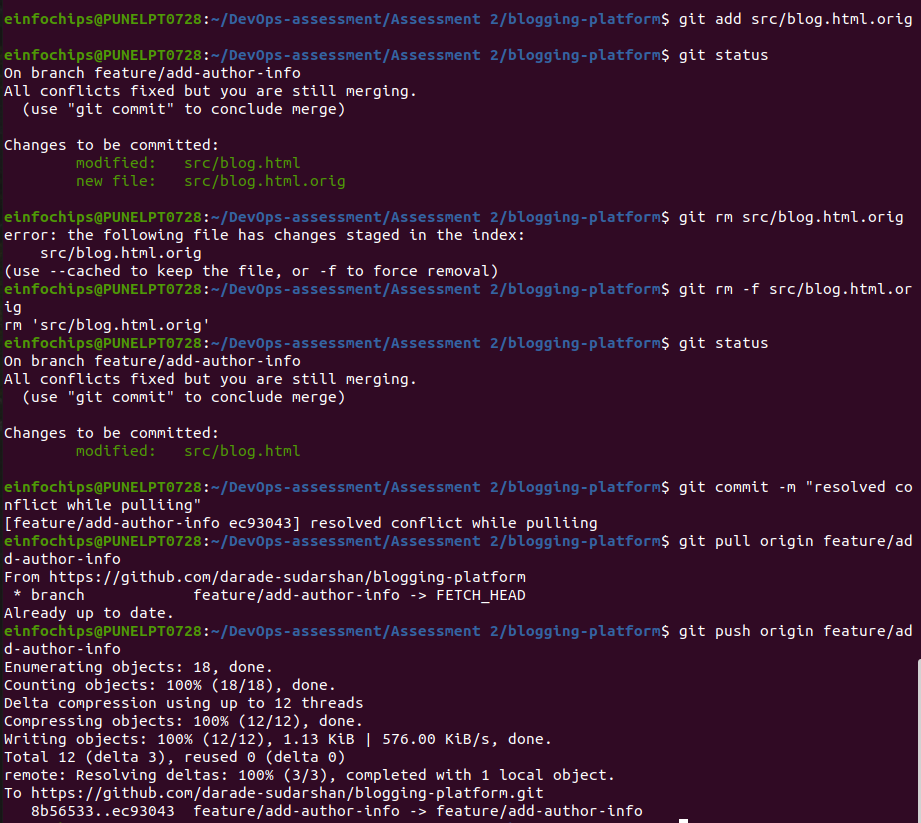 einfochips@PUNELPT0728:~/DevOps-assessment/Assessment 2/blogging-platform$ git add src/blog.html.orig
einfochips@PUNELPT0728:~/DevOps-assessment/Assessment 2/blogging-platform$ git status
On branch feature/add-author-info
All conflicts fixed but you are still merging.
  (use "git commit" to conclude merge)
Changes to be committed:
        modified:   src/blog.html
        new file:   src/blog.html.orig
einfochips@PUNELPT0728:~/DevOps-assessment/Assessment 2/blogging-platform$ git rm src/blog.html.orig
error: the following file has changes staged in the index:
    src/blog.html.orig
(use --cached to keep the file, or -f to force removal)
einfochips@PUNELPT0728:~/DevOps-assessment/Assessment 2/blogging-platform$ git rm -f src/blog.html.or
ig
rm 'src/blog.html.orig'
einfochips@PUNELPT0728:~/DevOps-assessment/Assessment 2/blogging-platform$ git status
On branch feature/add-author-info
All conflicts fixed but you are still merging.
  (use "git commit" to conclude merge)
Changes to be committed:
        modified:   src/blog.html
einfochips@PUNELPT0728:~/DevOps-assessment/Assessment 2/blogging-platform$ git commit -m "resolved co
nflict while pulliing"
[feature/add-author-info ec93043] resolved conflict while pulliing
einfochips@PUNELPT0728:~/DevOps-assessment/Assessment 2/blogging-platform$ git pull origin feature/ad
d-author-info
From https://github.com/darade-sudarshan/blogging-platform
 * branch            feature/add-author-info -> FETCH_HEAD
Already up to date.
einfochips@PUNELPT0728:~/DevOps-assessment/Assessment 2/blogging-platform$ git push origin feature/ad
d-author-info
Enumerating objects: 18, done.
Counting objects: 100% (18/18), done.
Delta compression using up to 12 threads
Compressing objects: 100% (12/12), done.
Writing objects: 100% (12/12), 1.13 KiB | 576.00 KiB/s, done.
Total 12 (delta 3), reused 0 (delta 0)
remote: Resolving deltas: 100% (3/3), completed with 1 local object.
To https://github.com/darade-sudarshan/blogging-platform.git
   8b56533..ec93043  feature/add-author-info -> feature/add-author-info